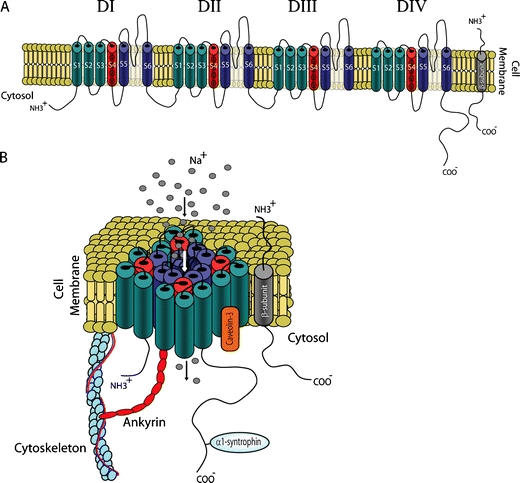 A
DI DII DIII DIV
NH3+
S1 S2 S3 S4 S5 S6 S1 S2 S3 S4 S5 S6 S1 S2 S3 S4 S5 S6 S1 S2 S3 S4 S5 S6 β-subunit
Cell
Membrane
Cytosol
NH3+
COO-
COO-
B
Na+
NH3+
Cell
Membrane
β-subunit
Caveolin-3
Cytosol
NH3+
COO-
Ankyrin
Cytoskeleton
α1-syntrophin
COO-